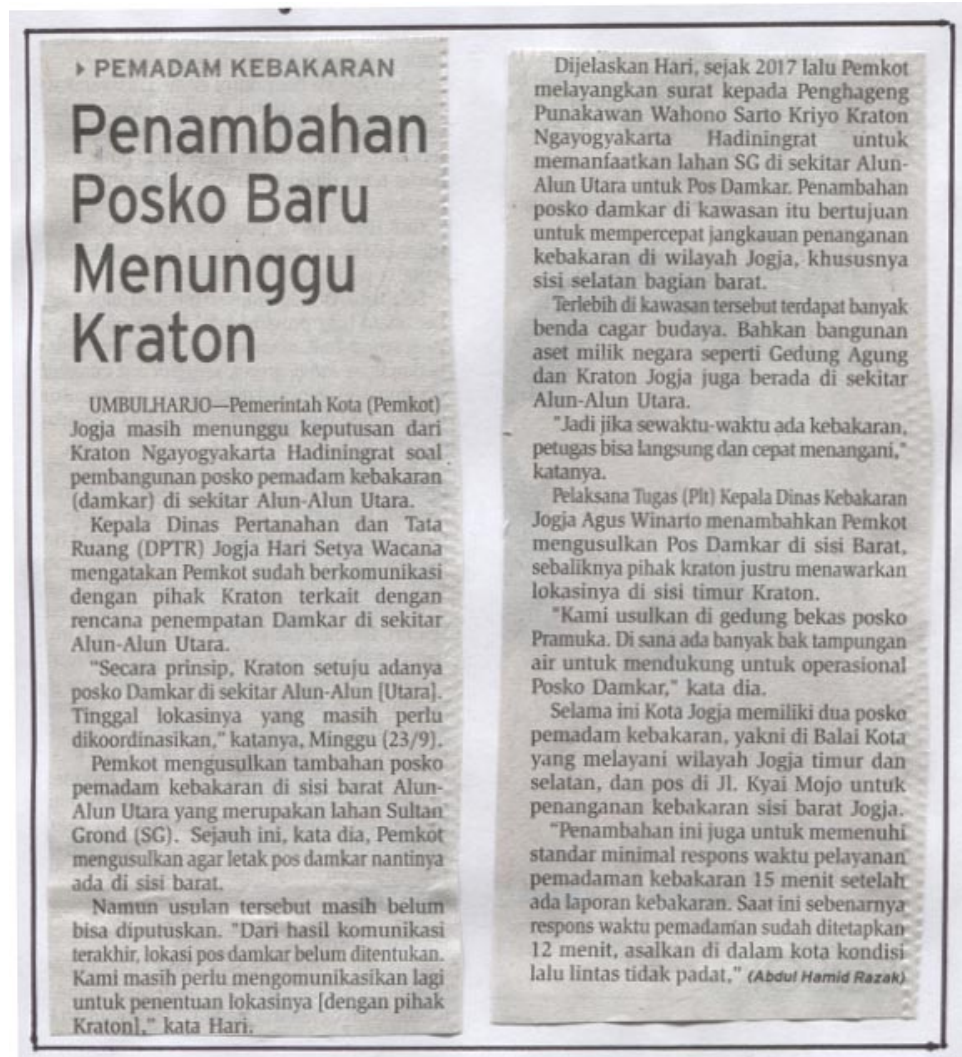 ▸ PEMADAM KEBAKARAN
Penambahan
Posko Baru
Menunggu
Kraton
UMBULHARJO—Pemerintah Kota (Pemkot)
Jogja masih menunggu keputusan dari
Kraton Ngayogyakarta Hadiningrat soal
pembangunan posko pemadam kebakaran
(damkar) di sekitar Alun-Alun Utara.
Kepala Dinas Pertanahan dan Tata
Ruang (DPTR) Jogja Hari Setya Wacana
mengatakan Pemkot sudah berkomunikasi
dengan pihak Kraton terkait dengan
rencana penempatan Damkar di sekitar
Alun-Alun Utara.
"Secara prinsip, Kraton setuju adanya
posko Damkar di sekitar Alun-Alun [Utara].
Tinggal lokasinya yang masih perlu
dikoordinasikan," katanya, Minggu (23/9).
Pemkot mengusulkan tambahan posko
pemadam kebakaran di sisi barat Alun-
Alun Utara yang merupakan lahan Sultan
Grond (SG). Sejauh ini, kata dia, Pemkot
mengusulkan agar letak pos damkar nantinya
ada di sisi barat.
Namun usulan tersebut masih belum
bisa diputuskan. "Dari hasil komunikasi
terakhir, lokasi pos damkar belum ditentukan.
Kami masih perlu mengomunikasikan lagi
untuk penentuan lokasinya [dengan pihak
Kraton]," kata Hari.
Dijelaskan Hari, sejak 2017 lalu Pemkot
melayangkan surat kepada Penghageng
Punakawan Wahono Sarto Kriyo Kraton
Ngayogyakarta Hadiningrat untuk
memanfaatkan lahan SG di sekitar Alun-
Alun Utara untuk Pos Damkar. Penambahan
posko damkar di kawasan itu bertujuan
untuk mempercepat jangkauan penanganan
kebakaran di wilayah Jogja, khususnya
sisi selatan bagian barat.
Terlebih di kawasan tersebut terdapat banyak
benda cagar budaya. Bahkan bangunan
aset milik negara seperti Gedung Agung
dan Kraton Jogja juga berada di sekitar
Alun-Alun Utara.
"Jadi jika sewaktu-waktu ada kebakaran,
petugas bisa langsung dan cepat menangani,"
katanya.
Pelaksana Tugas (Plt) Kepala Dinas Kebakaran
Jogja Agus Winarto menambahkan Pemkot
mengusulkan Pos Damkar di sisi Barat,
sebaliknya pihak kraton justru menawarkan
lokasinya di sisi timur Kraton.
"Kami usulkan di gedung bekas posko
Pramuka. Di sana ada banyak bak tampungan
air untuk mendukung untuk operasional
Posko Damkar," kata dia.
Selama ini Kota Jogja memiliki dua posko
pemadam kebakaran, yakni di Balai Kota
yang melayani wilayah Jogja timur dan
selatan, dan pos di Jl. Kyai Mojo untuk
penanganan kebakaran sisi barat Jogja.
"Penambahan ini juga untuk memenuhi
standar minimal respons waktu pelayanan
pemadaman kebakaran 15 menit setelah
ada laporan kebakaran. Saat ini sebenarnya
respons waktu pemadaman sudah ditetapkan
12 menit, asalkan di dalam kota kondisi
lalu lintas tidak padat," (Abdul Hamid Razak)